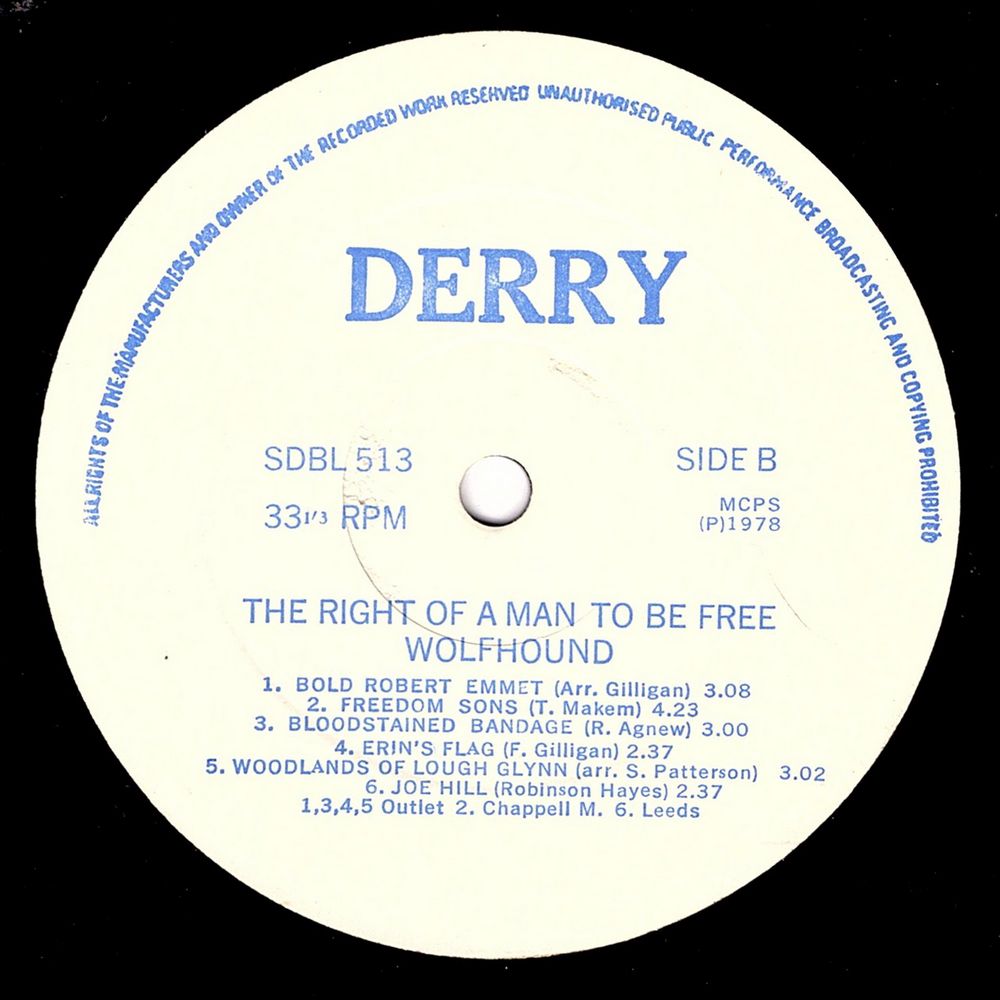 ALL RIGHTS OF THE MANUFACTURERS AND OWNER OF THE RECORDED WORK RESERVED UNAUTHORISED PUBLIC PERFORMANCE BROADCASTING AND COPYING PROHIBITED
DERRY
SDBL 513
SIDE B
33 1/3 RPM
MCPS
(P)1978
THE RIGHT OF A MAN TO BE FREE
WOLFHOUND
1. BOLD ROBERT EMMET (Arr. Gilligan) 3.08
2. FREEDOM SONS (T. Makem) 4.23
3. BLOODSTAINED BANDAGE (R. Agnew) 3.00
4. ERIN'S FLAG (F. Gilligan) 2.37
5. WOODLANDS OF LOUGH GLYNN (arr. S. Patterson) 3.02
6. JOE HILL (Robinson Hayes) 2.37
1,3,4,5 Outlet 2. Chappell M. 6. Leeds